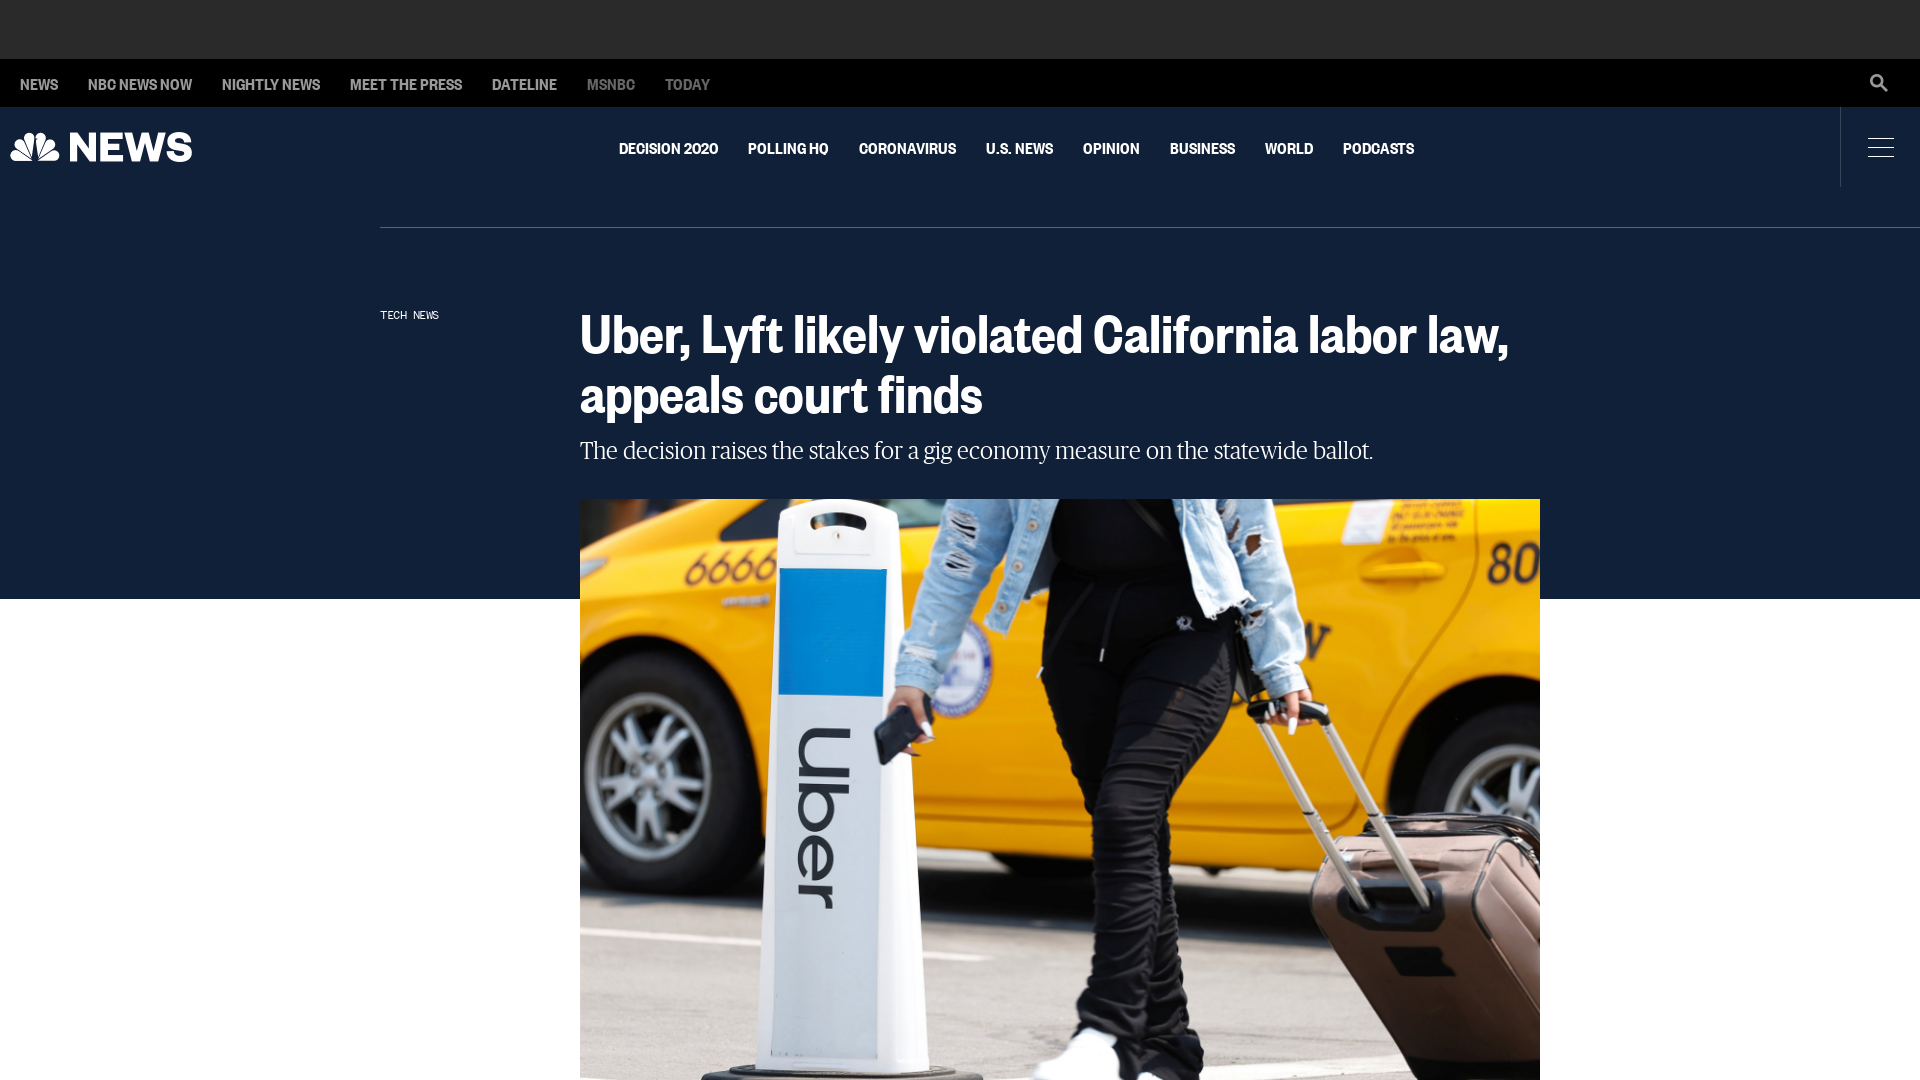 NEWS NBC NEWS NOW NIGHTLY NEWS MEET THE PRESS DATELINE MSNBC TODAY
NEWS DECISION 2020 POLLING HQ CORONAVIRUS U.S. NEWS OPINION BUSINESS WORLD PODCASTS
TECH NEWS
Uber, Lyft likely violated California labor law,
appeals court finds
The decision raises the stakes for a gig economy measure on the statewide ballot.
6666
80
Uber